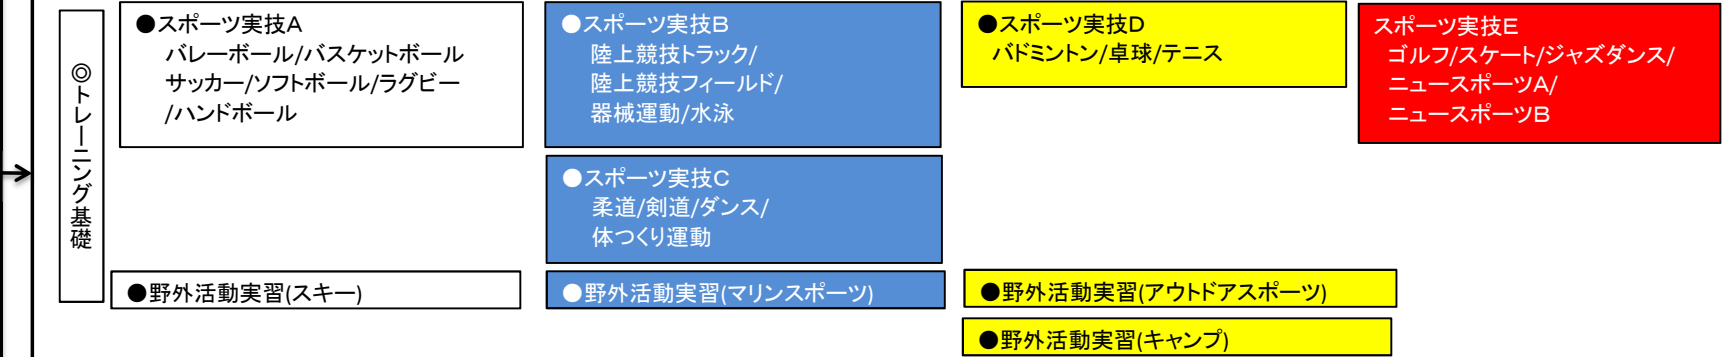 ◎トレーニング基礎
●スポーツ実技A
バレーボール/バスケットボール
サッカー/ソフトボール/ラグビー
/ハンドボール
●スポーツ実技B
陸上競技トラック/
陸上競技フィールド/
器械運動/水泳
●スポーツ実技C
柔道/剣道/ダンス/
体つくり運動
●スポーツ実技D
バドミントン/卓球/テニス
スポーツ実技E
ゴルフ/スケート/ジャズダンス/
ニュースポーツA/
ニュースポーツB
●野外活動実習(スキー)
●野外活動実習(マリンスポーツ)
●野外活動実習(アウトドアスポーツ)
●野外活動実習(キャンプ)